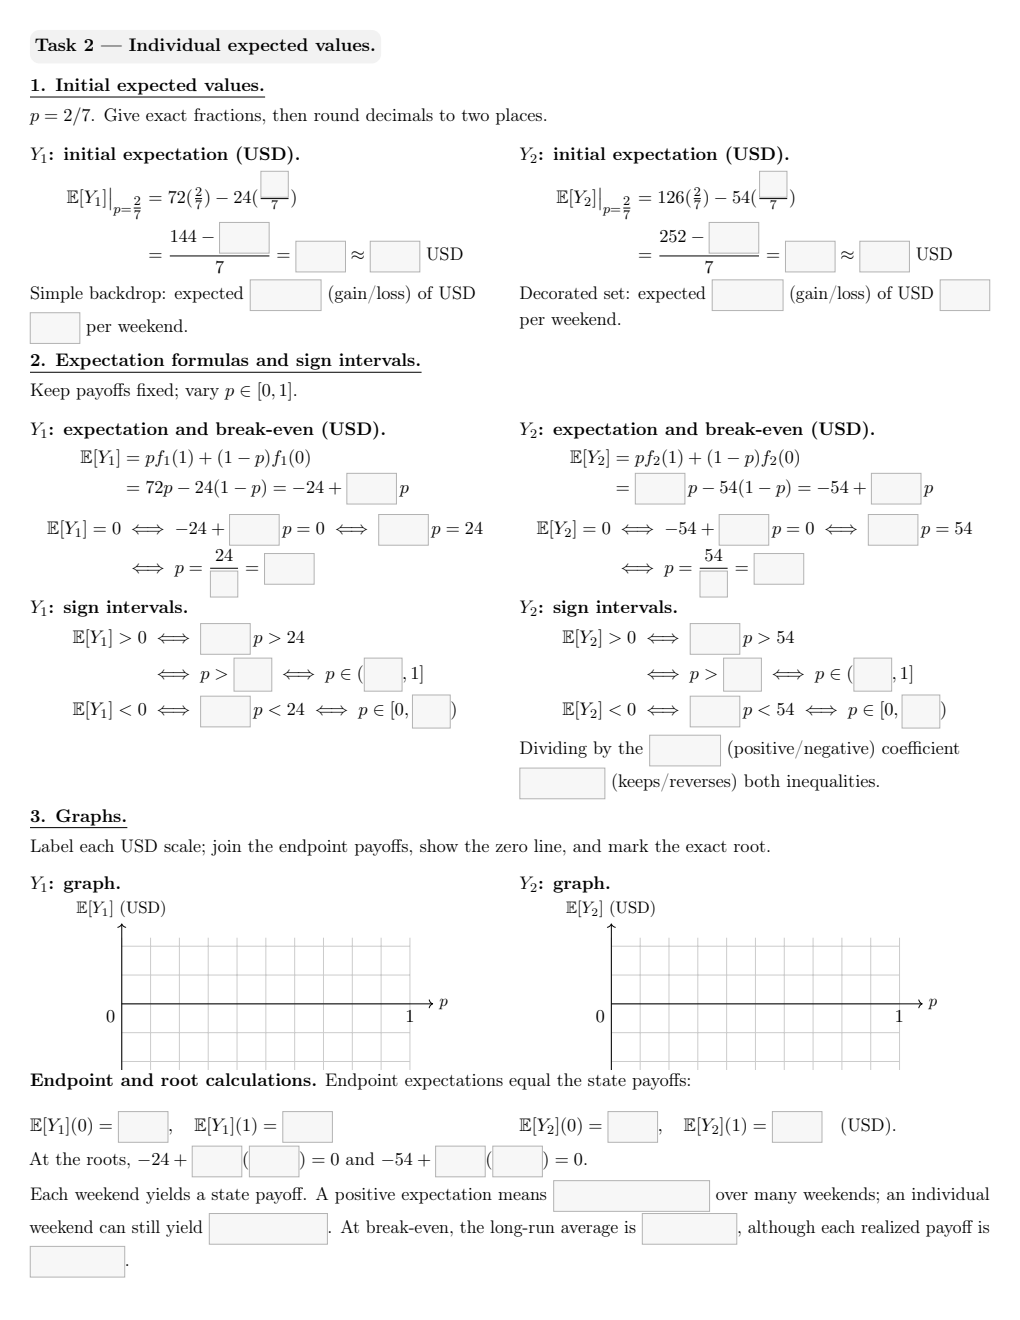 Task 2 — Individual expected values.
1. Initial expected values.
p = 2/7. Give exact fractions, then round decimals to two places.
Y₁: initial expectation (USD).
𝔼[Y₁]|ₚ₌2/7 = 72(2/7) − 24( /7)
= (144 − )/7 = ≈ USD
Simple backdrop: expected (gain/loss) of USD
per weekend.
Y₂: initial expectation (USD).
𝔼[Y₂]|ₚ₌2/7 = 126(2/7) − 54( /7)
= (252 − )/7 = ≈ USD
Decorated set: expected (gain/loss) of USD
per weekend.
2. Expectation formulas and sign intervals.
Keep payoffs fixed; vary p ∈ [0, 1].
Y₁: expectation and break-even (USD).
𝔼[Y₁] = pf₁(1) + (1 − p)f₁(0)
= 72p − 24(1 − p) = −24 + p
𝔼[Y₁] = 0 ⟺ −24 + p = 0 ⟺ p = 24
⟺ p = 24/ =
Y₁: sign intervals.
𝔼[Y₁] > 0 ⟺ p > 24
⟺ p > ⟺ p ∈ ( , 1]
𝔼[Y₁] < 0 ⟺ p < 24 ⟺ p ∈ [0, )
Y₂: expectation and break-even (USD).
𝔼[Y₂] = pf₂(1) + (1 − p)f₂(0)
= p − 54(1 − p) = −54 + p
𝔼[Y₂] = 0 ⟺ −54 + p = 0 ⟺ p = 54
⟺ p = 54/ =
Y₂: sign intervals.
𝔼[Y₂] > 0 ⟺ p > 54
⟺ p > ⟺ p ∈ ( , 1]
𝔼[Y₂] < 0 ⟺ p < 54 ⟺ p ∈ [0, )
Dividing by the (positive/negative) coefficient
(keeps/reverses) both inequalities.
3. Graphs.
Label each USD scale; join the endpoint payoffs, show the zero line, and mark the exact root.
Y₁: graph.
𝔼[Y₁] (USD)
p
0 1
Y₂: graph.
𝔼[Y₂] (USD)
p
0 1
Endpoint and root calculations. Endpoint expectations equal the state payoffs:
𝔼[Y₁](0) = , 𝔼[Y₁](1) = 𝔼[Y₂](0) = , 𝔼[Y₂](1) = (USD).
At the roots, −24 + ( ) = 0 and −54 + ( ) = 0.
Each weekend yields a state payoff. A positive expectation means over many weekends; an individual
weekend can still yield . At break-even, the long-run average is , although each realized payoff is
.